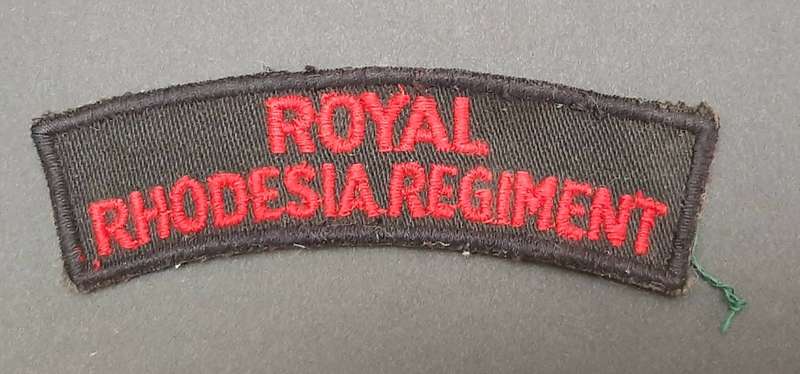 ROYAL
RHODESIA REGIMENT